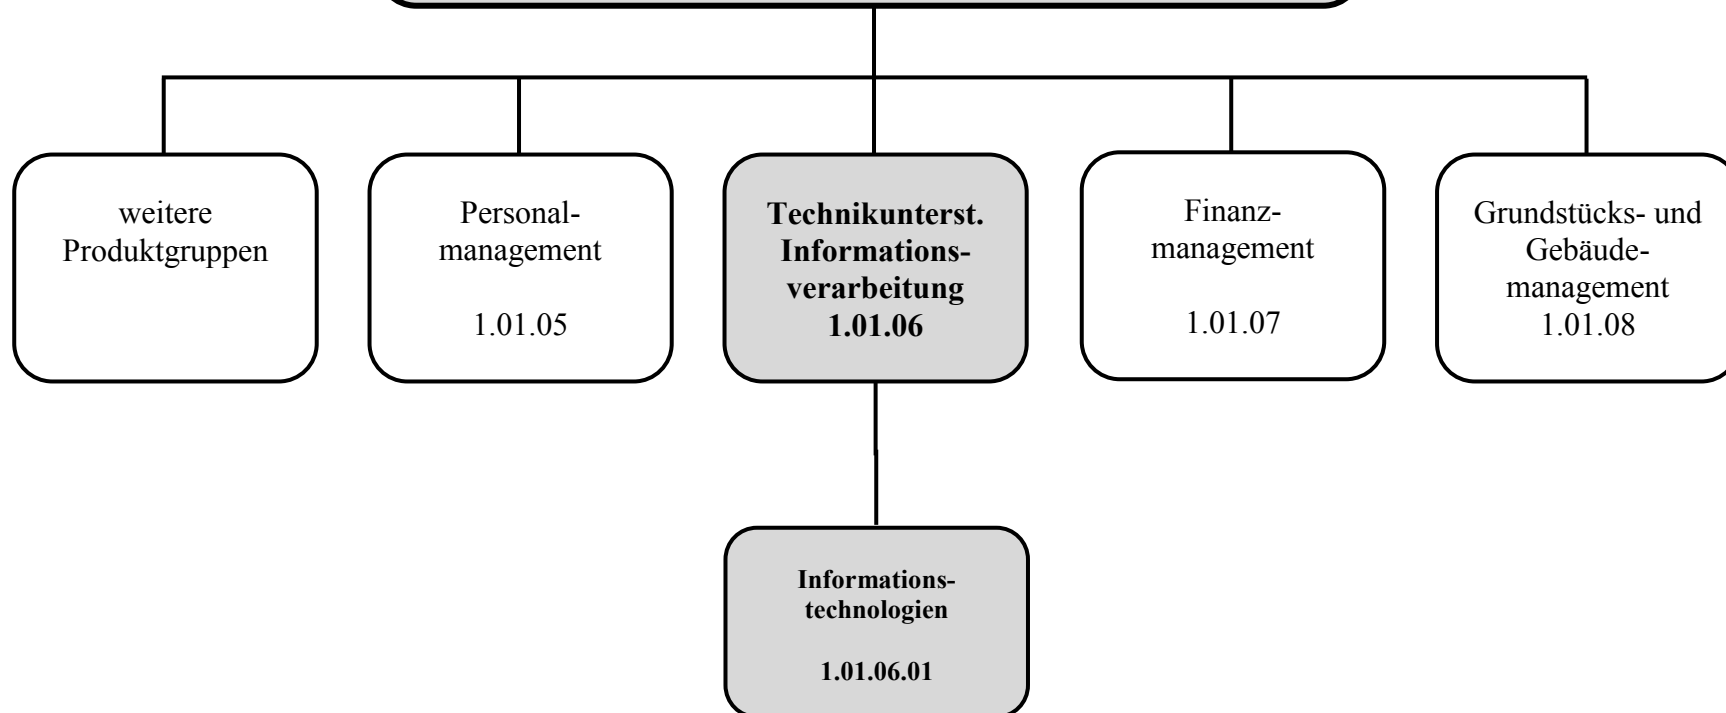 weitere
Produktgruppen
Personal-
management
1.01.05
Technikunterst.
Informations-
verarbeitung
1.01.06
Finanz-
management
1.01.07
Grundstücks- und
Gebäude-
management
1.01.08
Informations-
technologien
1.01.06.01